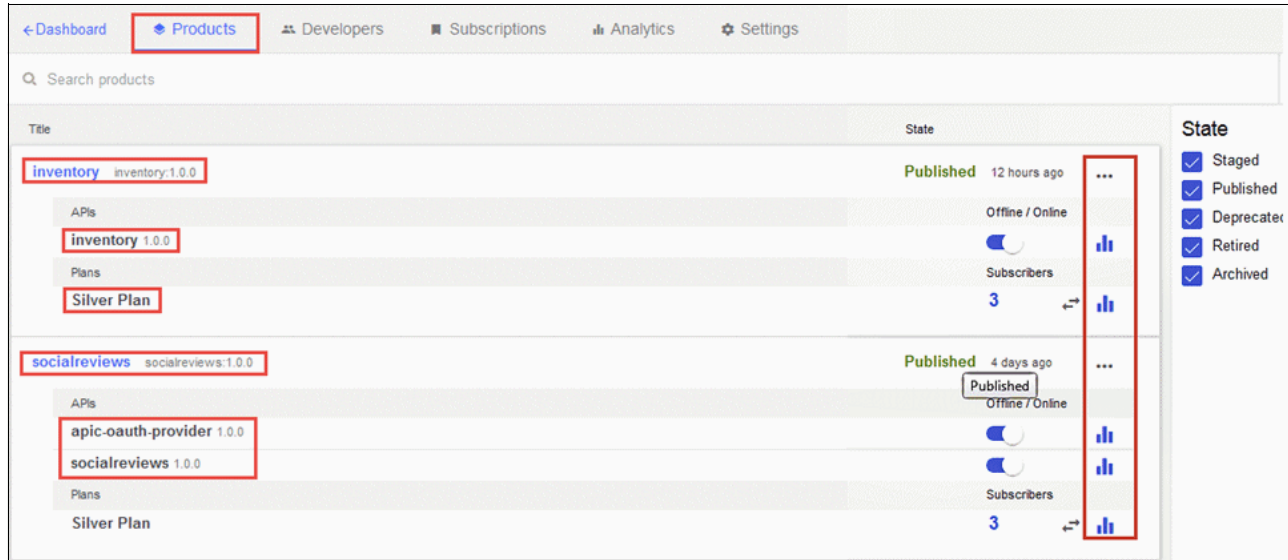 Dashboard Products Developers Subscriptions Analytics Settings
Search products
Title State State
Staged
inventory inventory:1.0.0 Published 12 hours ago ...
Published
APIs Offline / Online Deprecated
inventory 1.0.0 Retired
Plans Subscribers Archived
Silver Plan 3
socialreviews socialreviews:1.0.0 Published 4 days ago ...
Published
APIs Offline / Online
apic-oauth-provider 1.0.0
socialreviews 1.0.0
Plans Subscribers
Silver Plan 3